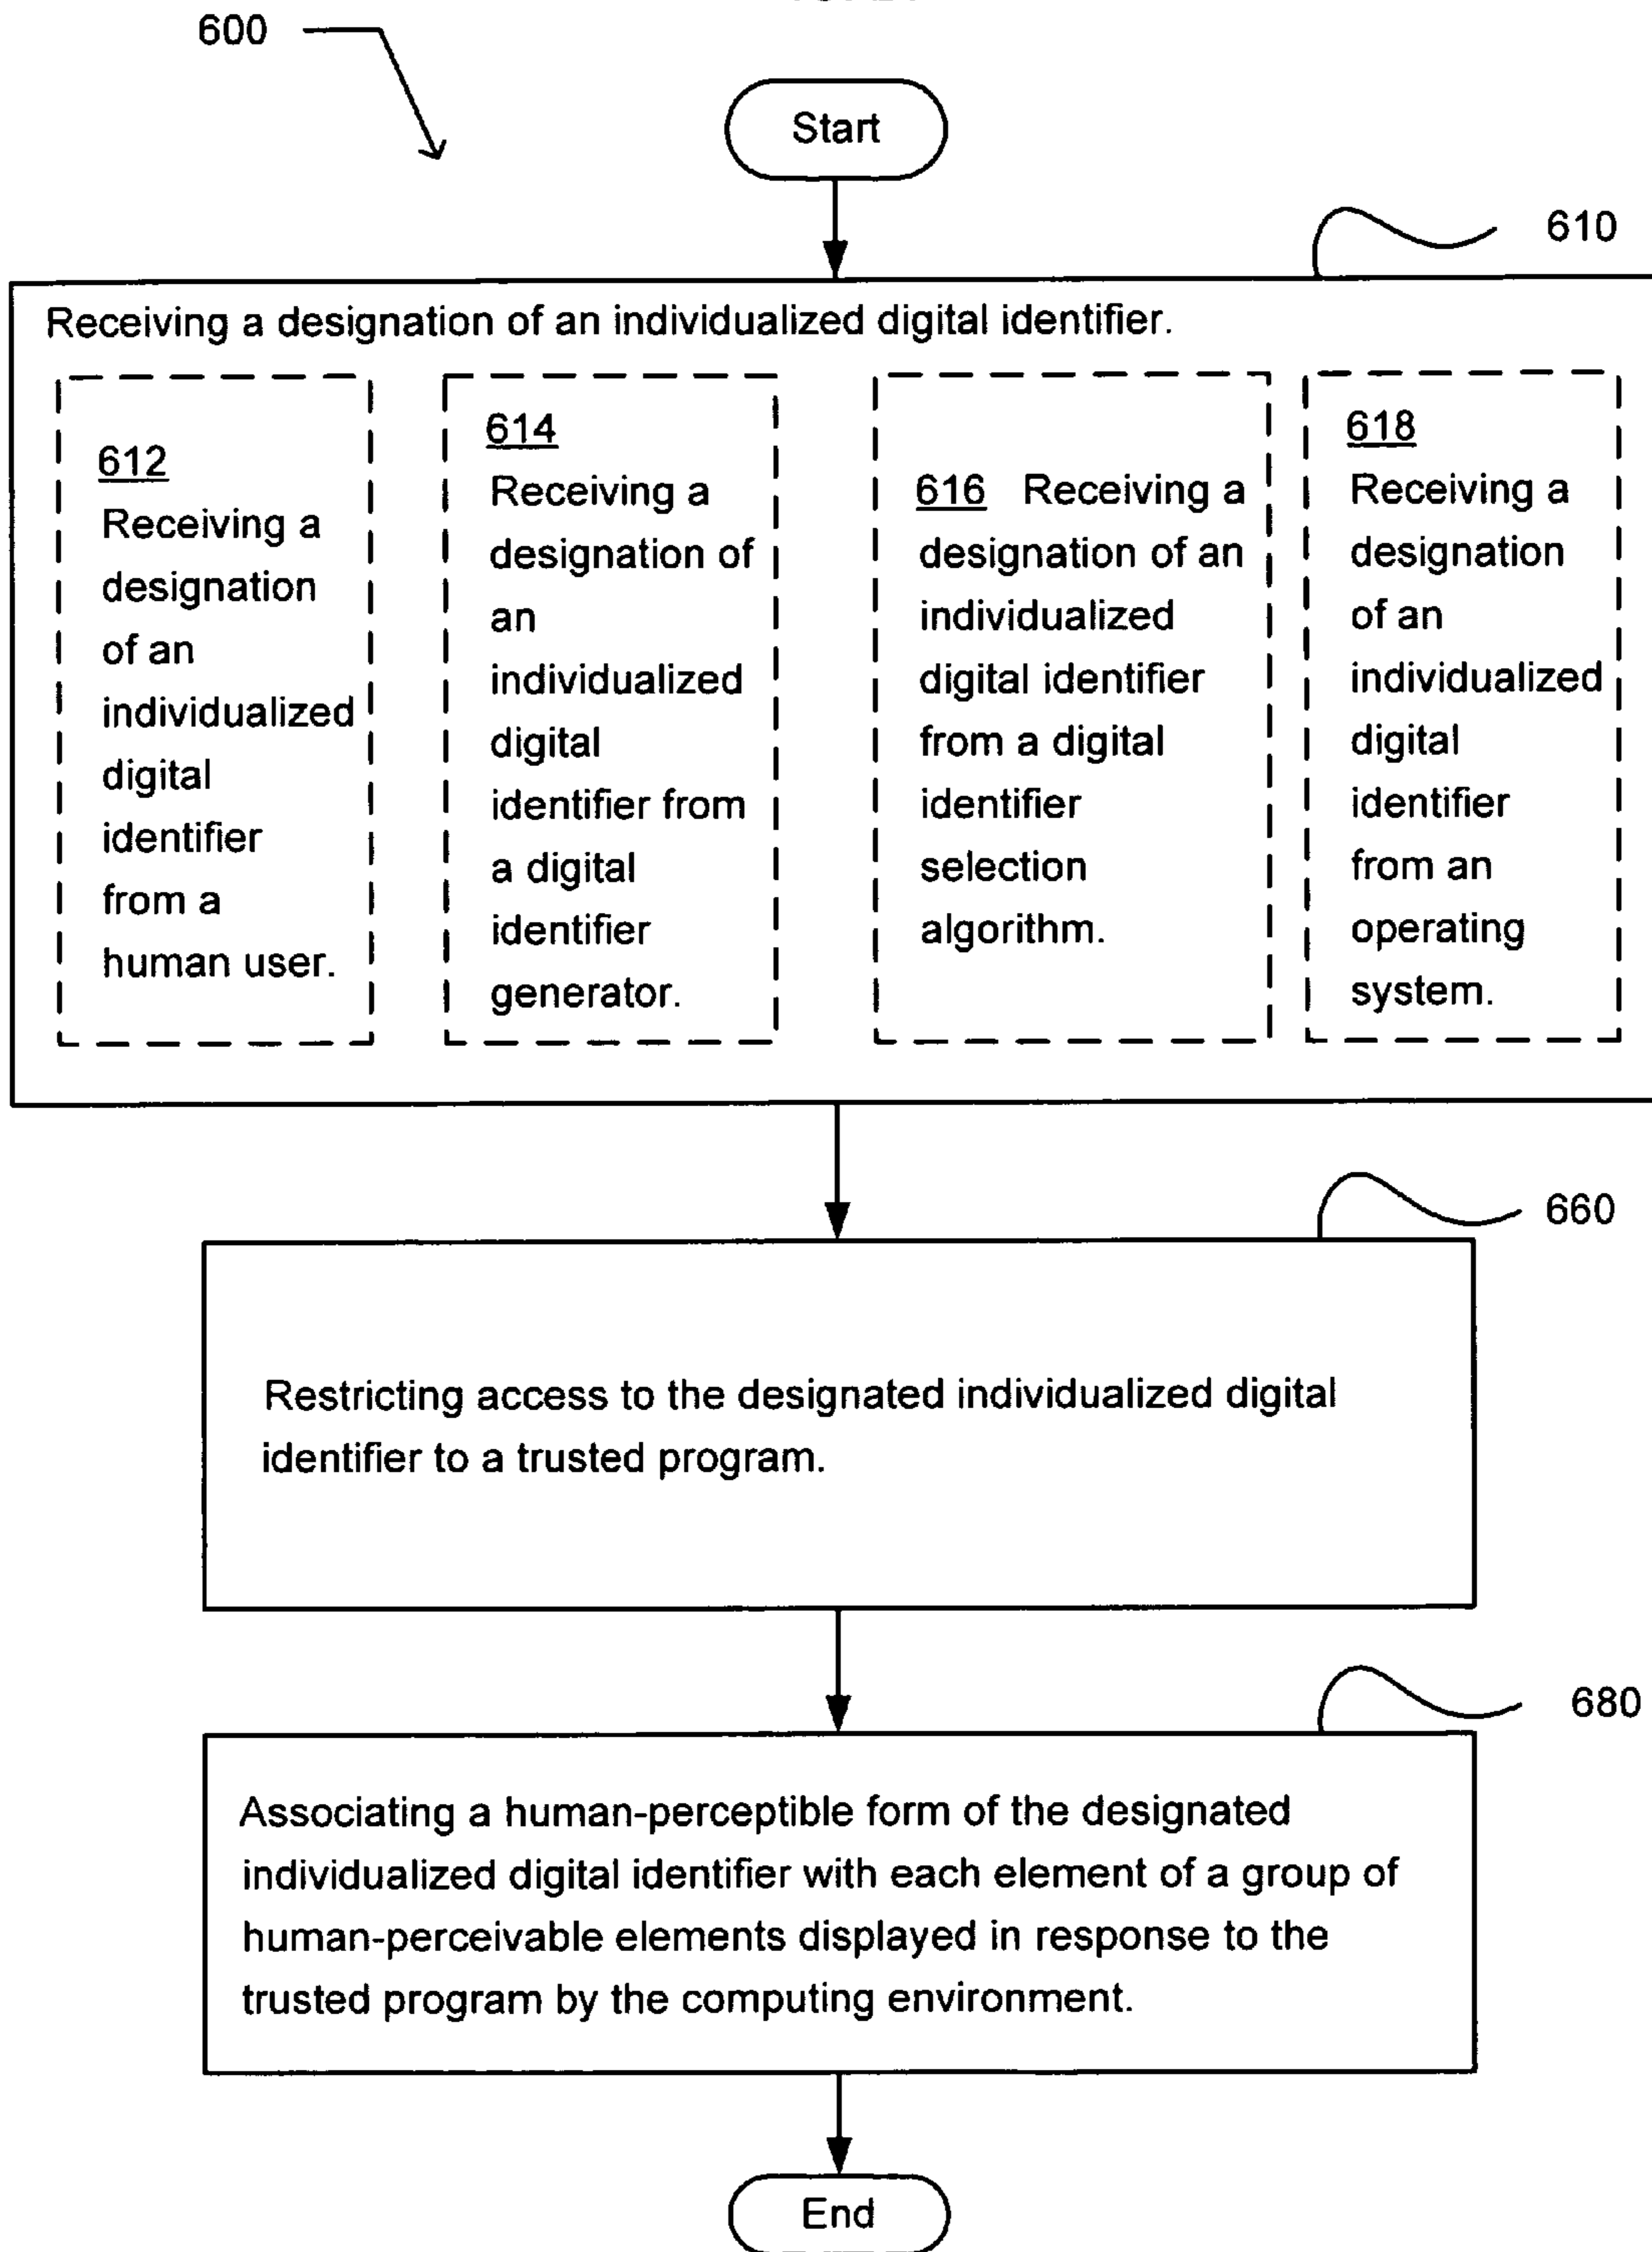 600
Start
610
Receiving a designation of an individualized digital identifier.
612
Receiving a
designation
of an
individualized
digital
identifier
from a
human user.
614
Receiving a
designation of
an
individualized
digital
identifier from
a digital
identifier
generator.
616 Receiving a
designation of an
individualized
digital identifier
from a digital
identifier
selection
algorithm.
618
Receiving a
designation
of an
individualized
digital
identifier
from an
operating
system.
660
Restricting access to the designated individualized digital
identifier to a trusted program.
680
Associating a human-perceptible form of the designated
individualized digital identifier with each element of a group of
human-perceivable elements displayed in response to the
trusted program by the computing environment.
End